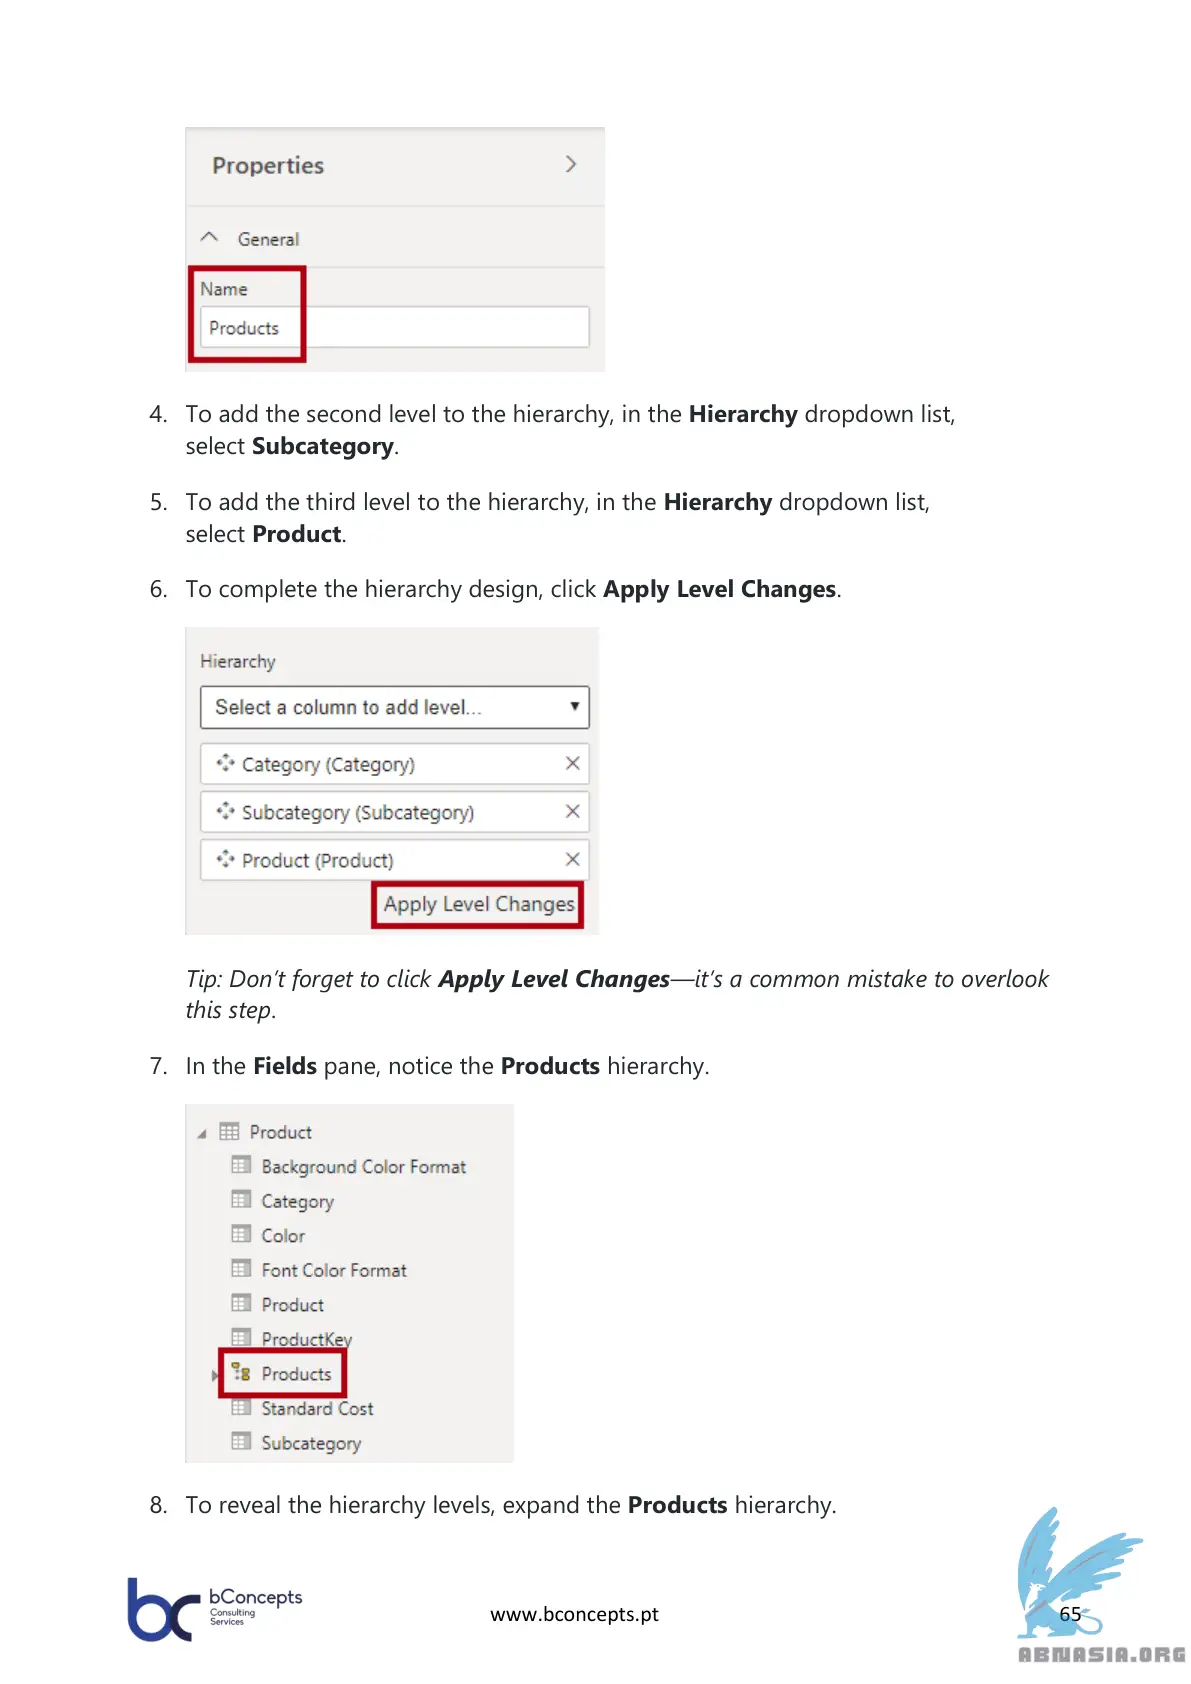 Properties
General
Name
Products
4. To add the second level to the hierarchy, in the Hierarchy dropdown list,
select Subcategory.
5. To add the third level to the hierarchy, in the Hierarchy dropdown list,
select Product.
6. To complete the hierarchy design, click Apply Level Changes.
Hierarchy
Select a column to add level...
Category (Category)
Subcategory (Subcategory)
Product (Product)
Apply Level Changes
Tip: Don't forget to click Apply Level Changes—it's a common mistake to overlook
this step.
7. In the Fields pane, notice the Products hierarchy.
Product
Background Color Format
Category
Color
Font Color Format
Product
ProductKey
Products
Standard Cost
Subcategory
8. To reveal the hierarchy levels, expand the Products hierarchy.
bc bConcepts
Consulting
Services
www.bconcepts.pt
65
ABNASIA.ORG